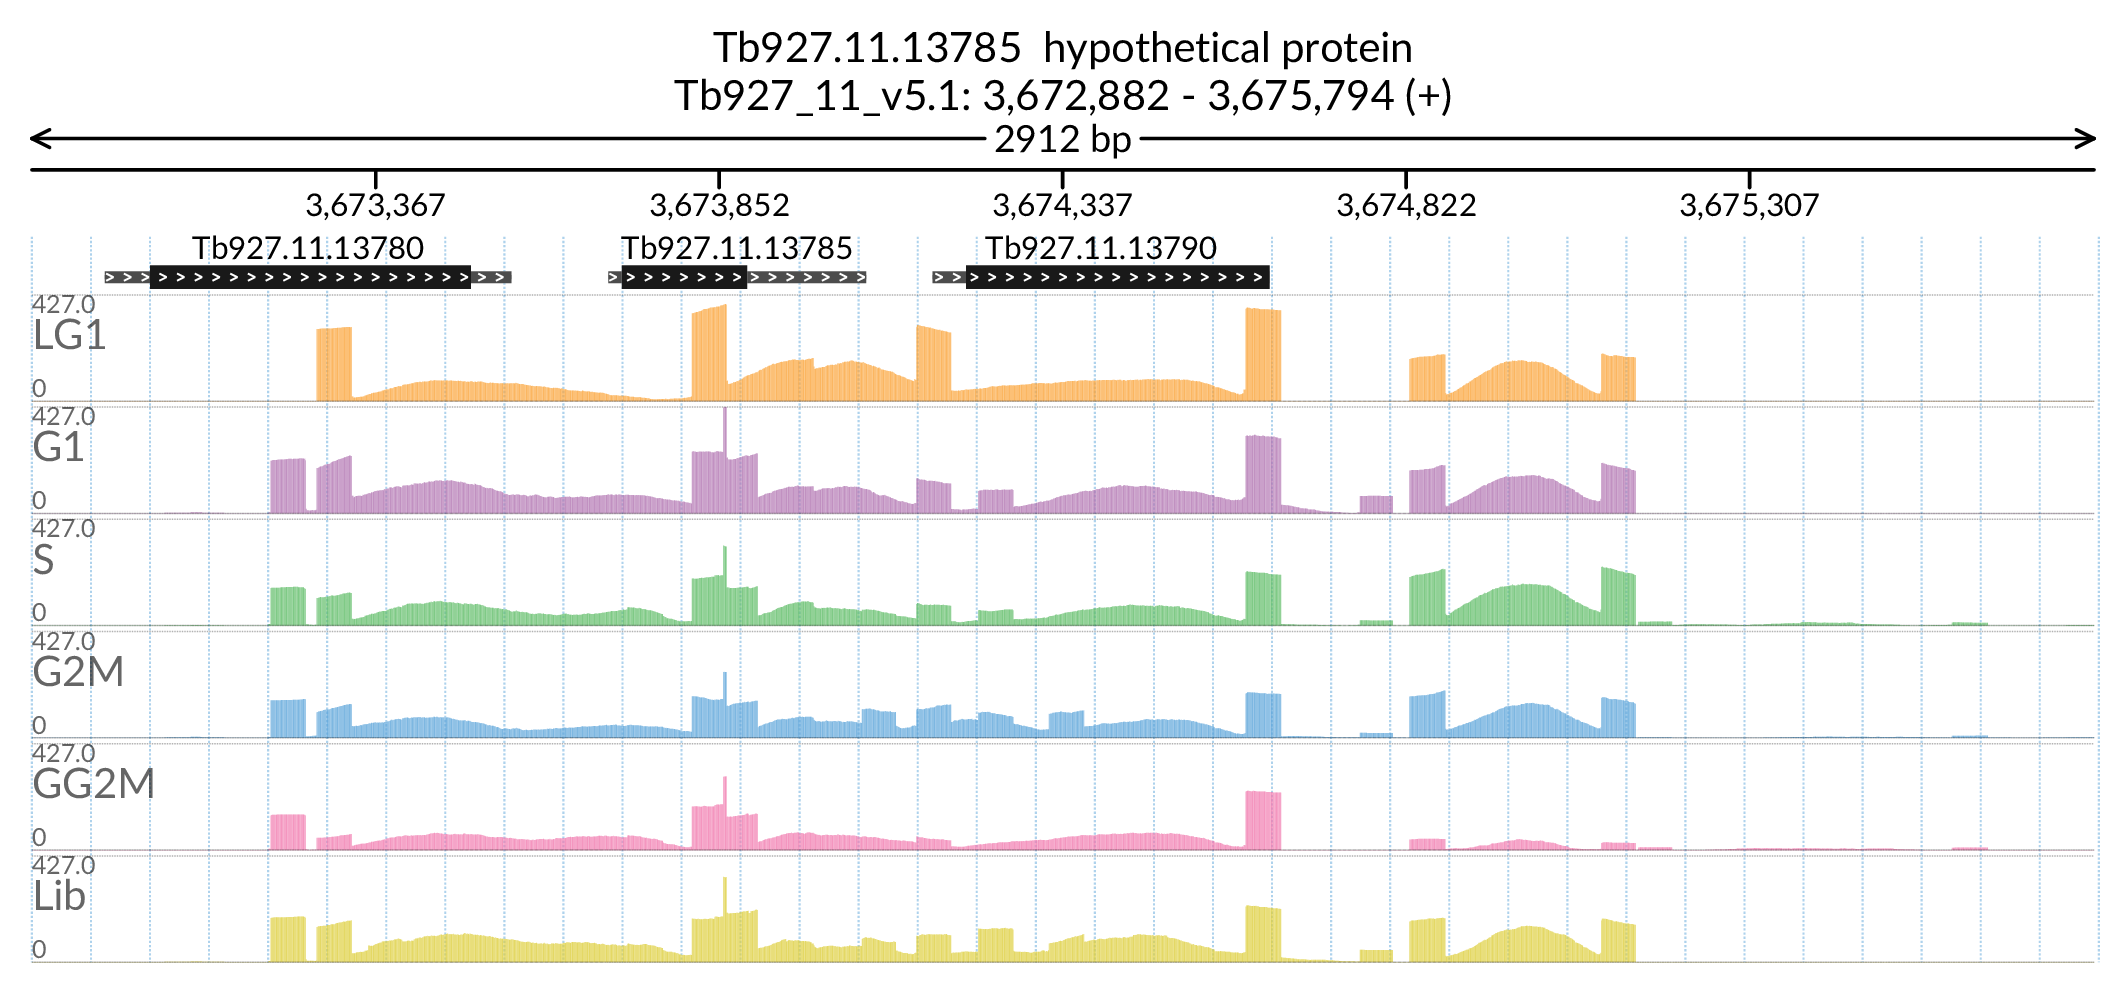 Tb927.11.13785  hypothetical protein
Tb927_11_v5.1: 3,672,882 - 3,675,794 (+)
2912 bp
3,673,367 3,673,852 3,674,337 3,674,822 3,675,307
Tb927.11.13780 Tb927.11.13785 Tb927.11.13790
427.0
LG1
0
427.0
G1
0
427.0
S
0
427.0
G2M
0
427.0
GG2M
0
427.0
Lib
0